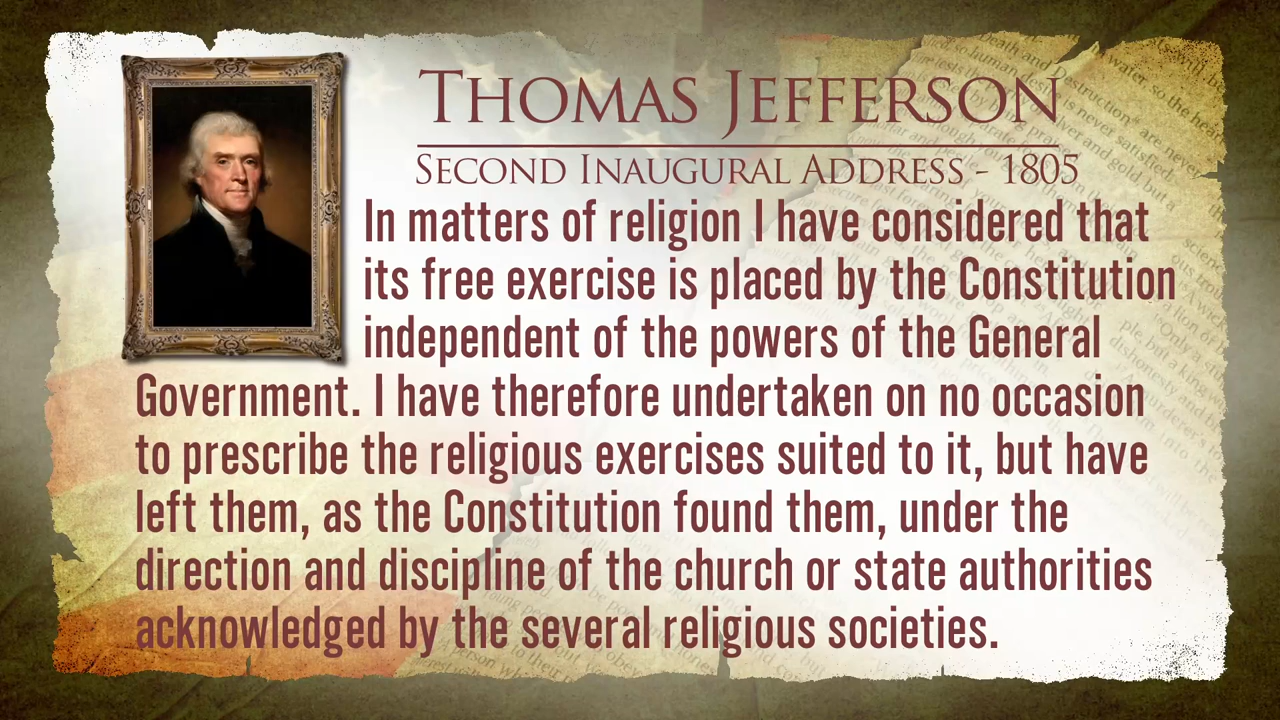 THOMAS JEFFERSON
SECOND INAUGURAL ADDRESS - 1805
In matters of religion I have considered that
its free exercise is placed by the Constitution
independent of the powers of the General
Government. I have therefore undertaken on no occasion
to prescribe the religious exercises suited to it, but have
left them, as the Constitution found them, under the
direction and discipline of the church or state authorities
acknowledged by the several religious societies.